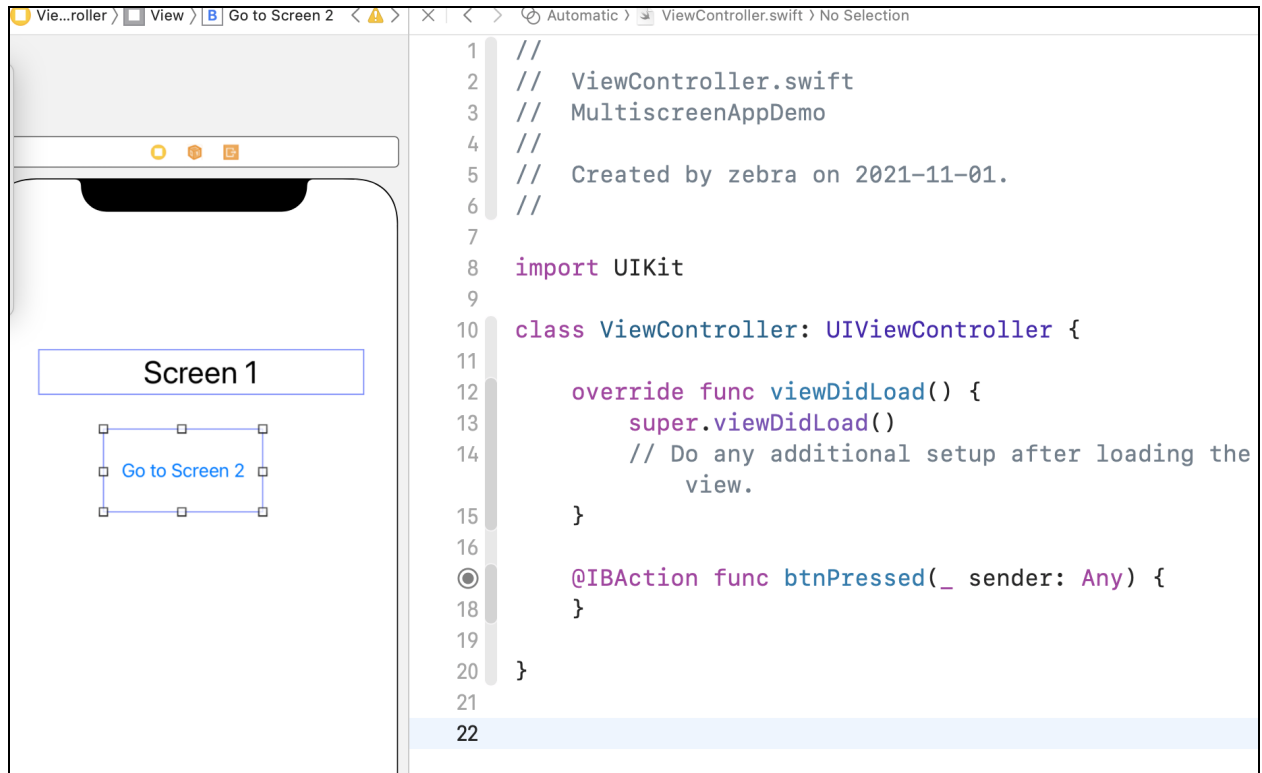 Vie...roller 〉 View 〉 B Go to Screen 2
Automatic 〉 ViewController.swift 〉 No Selection
Screen 1
Go to Screen 2
1 //
2 //  ViewController.swift
3 //  MultiscreenAppDemo
4 //
5 //  Created by zebra on 2021-11-01.
6 //
7
8 import UIKit
9
10 class ViewController: UIViewController {
11
12     override func viewDidLoad() {
13         super.viewDidLoad()
14         // Do any additional setup after loading the
view.
15     }
16
@IBAction func btnPressed(_ sender: Any) {
18     }
19
20 }
21
22